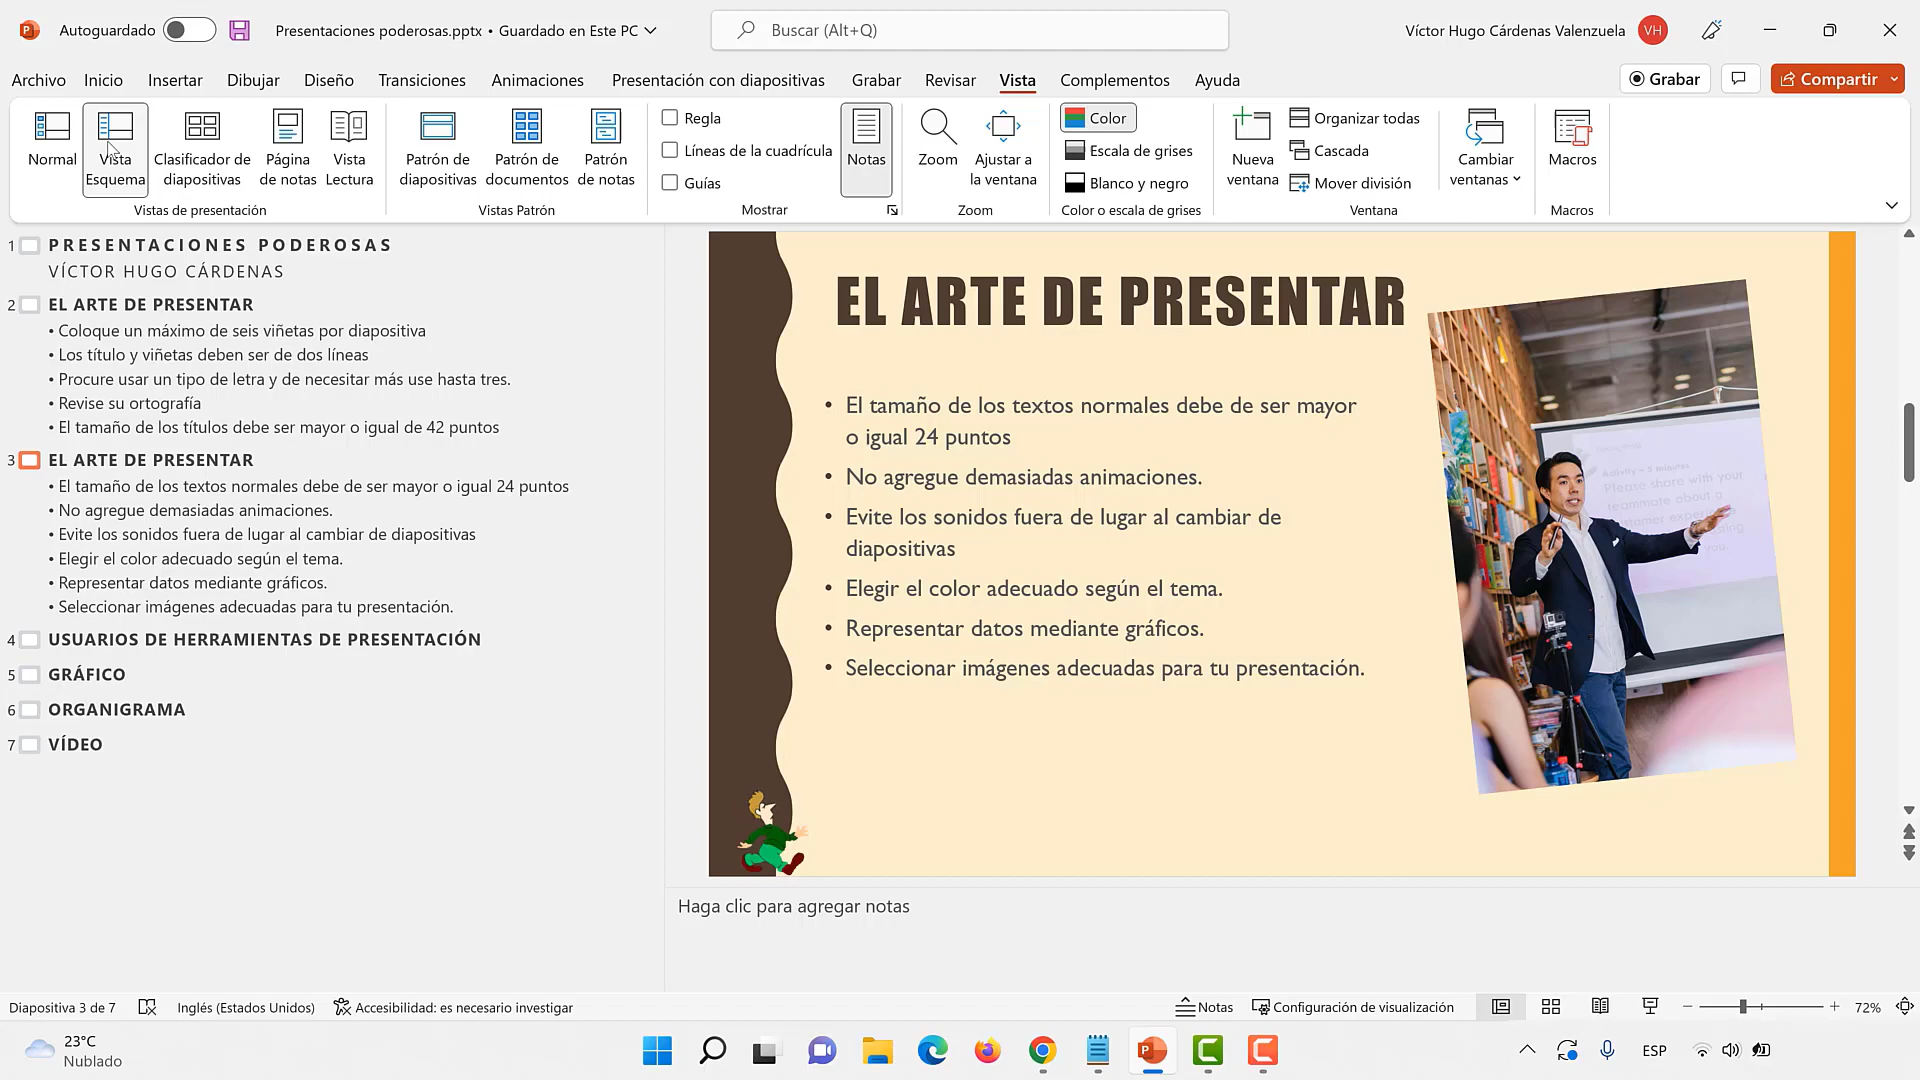 Autoguardado
Presentaciones poderosas.pptx • Guardado en Este PC
Buscar (Alt+Q)
Víctor Hugo Cárdenas Valenzuela
VH
Archivo
Inicio
Insertar
Dibujar
Diseño
Transiciones
Animaciones
Presentación con diapositivas
Grabar
Revisar
Vista
Complementos
Ayuda
Grabar
Compartir
Normal
Vista
Esquema
Clasificador de
diapositivas
Página
de notas
Vista
Lectura
Vistas de presentación
Patrón de
diapositivas
Patrón de
documentos
Patrón
de notas
Vistas Patrón
Regla
Líneas de la cuadrícula
Guías
Notas
Mostrar
Zoom
Ajustar a
la ventana
Zoom
Color
Escala de grises
Blanco y negro
Color o escala de grises
Nueva
ventana
Organizar todas
Cascada
Mover división
Cambiar
ventanas
Ventana
Macros
Macros
1 PRESENTACIONES PODEROSAS
VÍCTOR HUGO CÁRDENAS
2 EL ARTE DE PRESENTAR
• Coloque un máximo de seis viñetas por diapositiva
• Los título y viñetas deben ser de dos líneas
• Procure usar un tipo de letra y de necesitar más use hasta tres.
• Revise su ortografía
• El tamaño de los títulos debe ser mayor o igual de 42 puntos
3 EL ARTE DE PRESENTAR
• El tamaño de los textos normales debe de ser mayor o igual 24 puntos
• No agregue demasiadas animaciones.
• Evite los sonidos fuera de lugar al cambiar de diapositivas
• Elegir el color adecuado según el tema.
• Representar datos mediante gráficos.
• Seleccionar imágenes adecuadas para tu presentación.
4 USUARIOS DE HERRAMIENTAS DE PRESENTACIÓN
5 GRÁFICO
6 ORGANIGRAMA
7 VÍDEO
EL ARTE DE PRESENTAR
• El tamaño de los textos normales debe de ser mayor
o igual 24 puntos
• No agregue demasiadas animaciones.
• Evite los sonidos fuera de lugar al cambiar de
diapositivas
• Elegir el color adecuado según el tema.
• Representar datos mediante gráficos.
• Seleccionar imágenes adecuadas para tu presentación.
Activity – 5 minutes
Please share with your
teammate about a
customer
you.
Haga clic para agregar notas
Diapositiva 3 de 7
Inglés (Estados Unidos)
Accesibilidad: es necesario investigar
Notas
Configuración de visualización
72%
23°C
Nublado
ESP